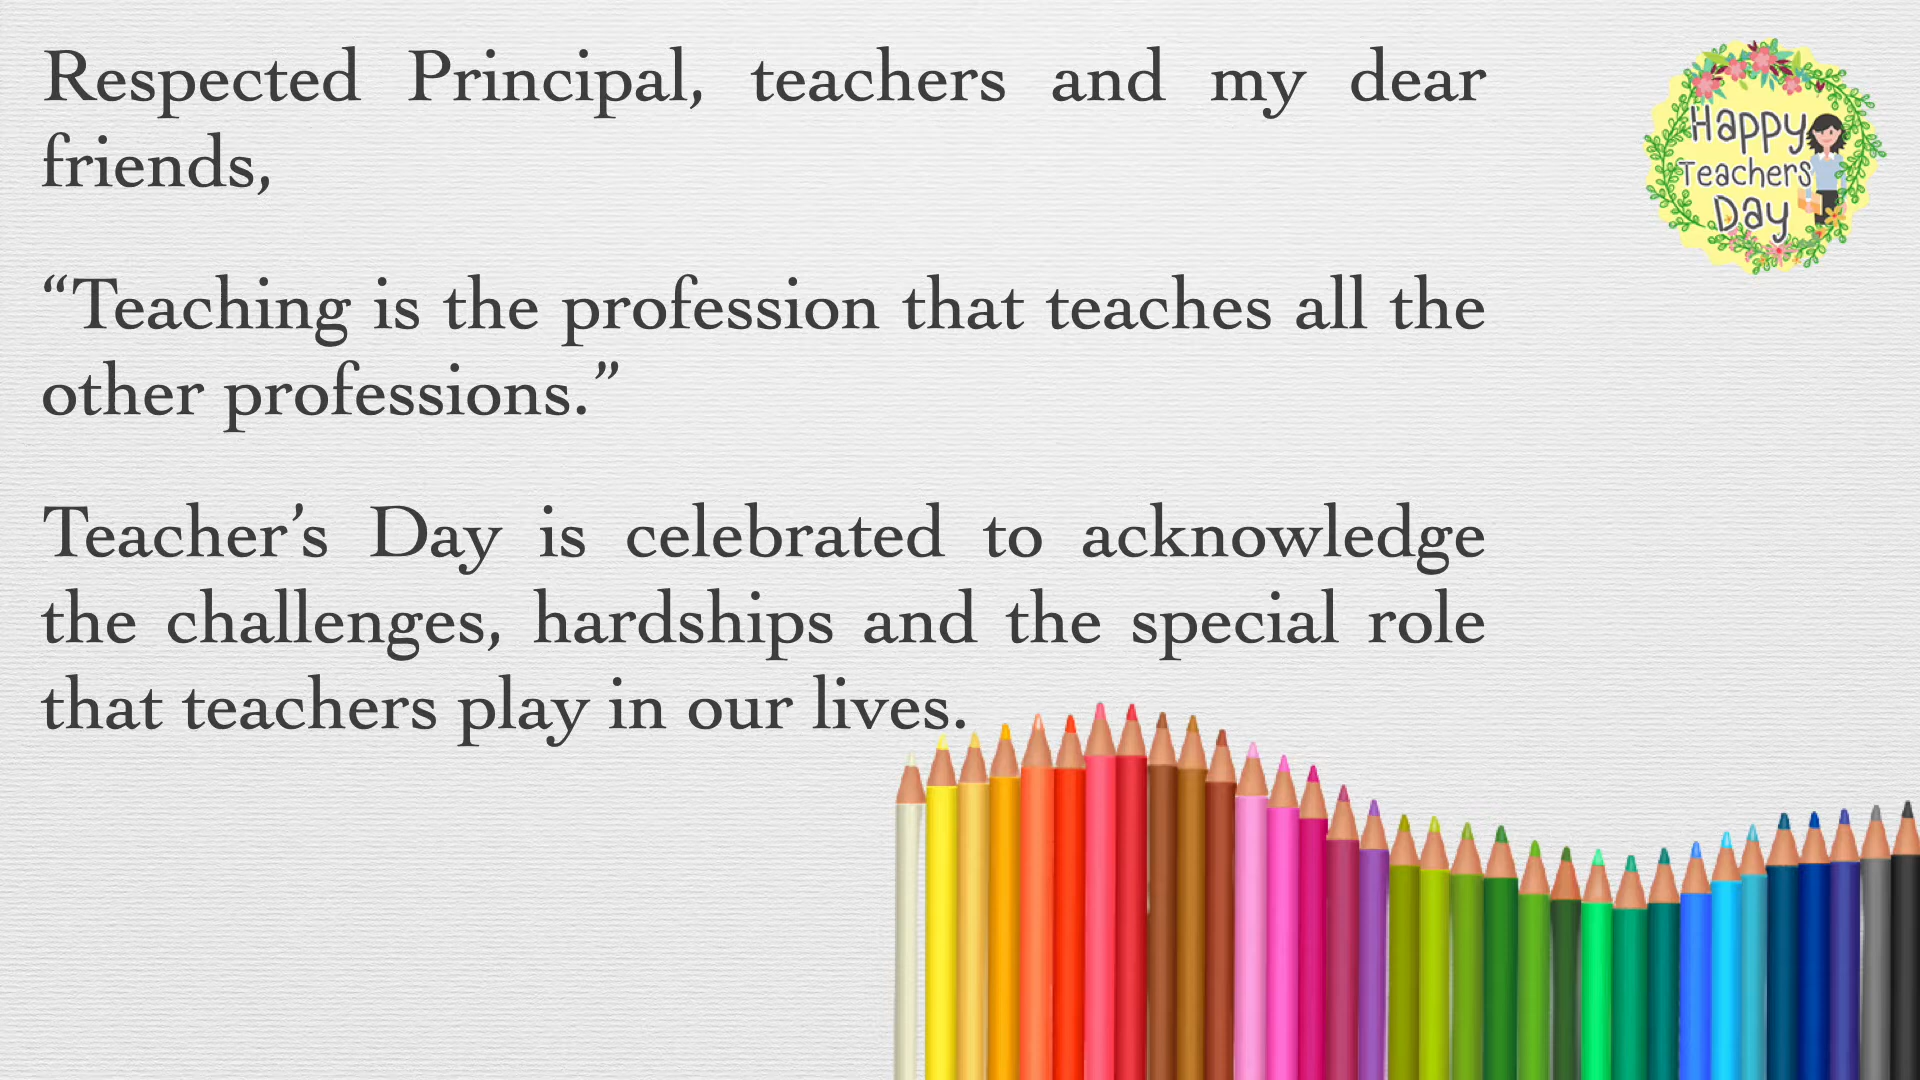 Respected Principal, teachers and my dear
friends,
“Teaching is the profession that teaches all the
other professions.”
Teacher’s Day is celebrated to acknowledge
the challenges, hardships and the special role
that teachers play in our lives.
Happy
Teachers
Day